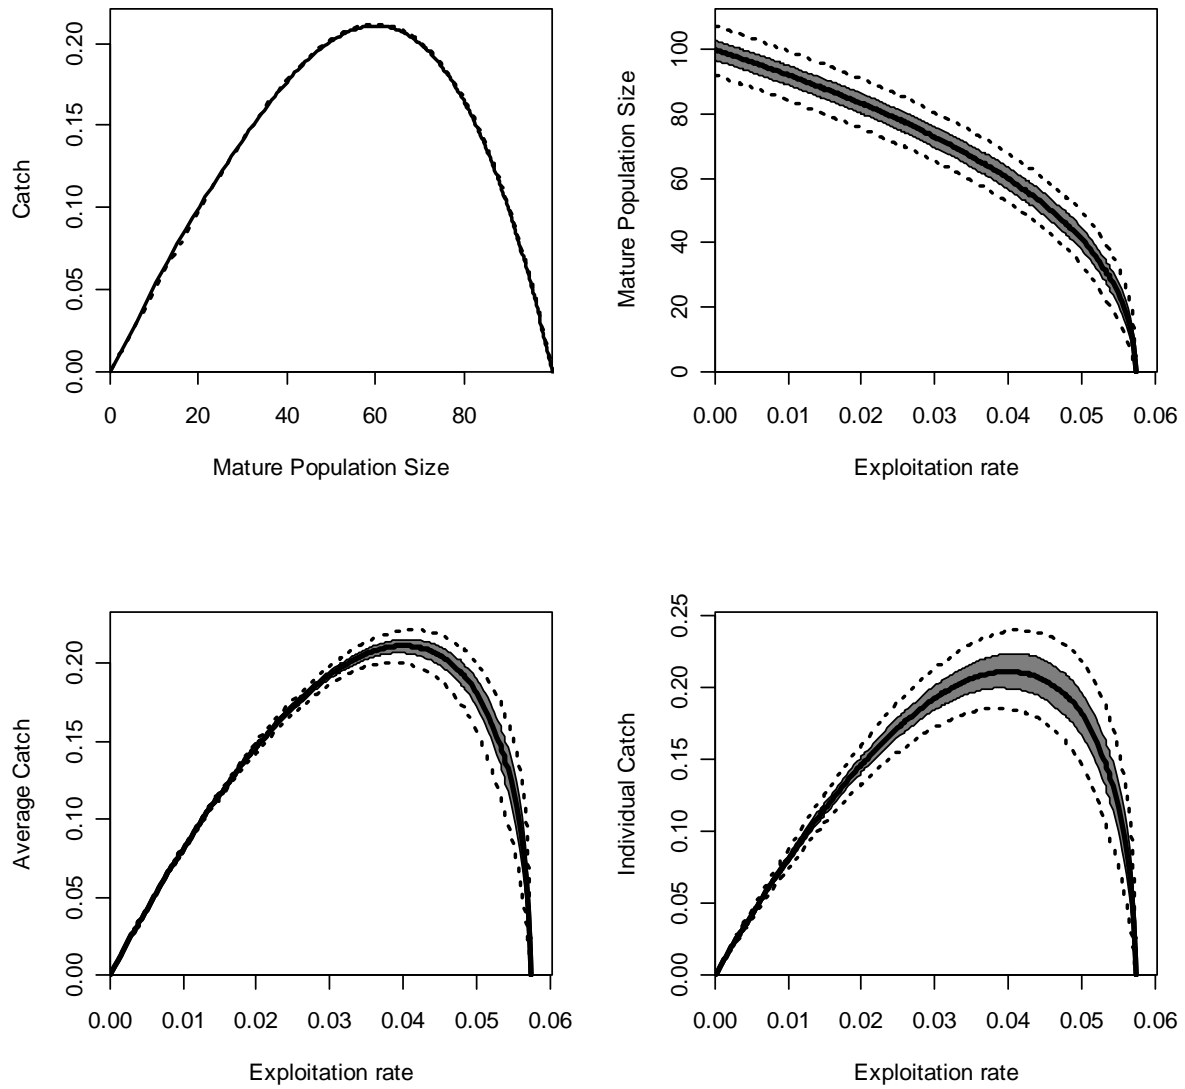 Catch
0.00 0.05 0.10 0.15 0.20
0 20 40 60 80
Mature Population Size
Mature Population Size
0 20 40 60 80 100
0.00 0.01 0.02 0.03 0.04 0.05 0.06
Exploitation rate
Average Catch
0.00 0.05 0.10 0.15 0.20
0.00 0.01 0.02 0.03 0.04 0.05 0.06
Exploitation rate
Individual Catch
0.00 0.05 0.10 0.15 0.20 0.25
0.00 0.01 0.02 0.03 0.04 0.05 0.06
Exploitation rate